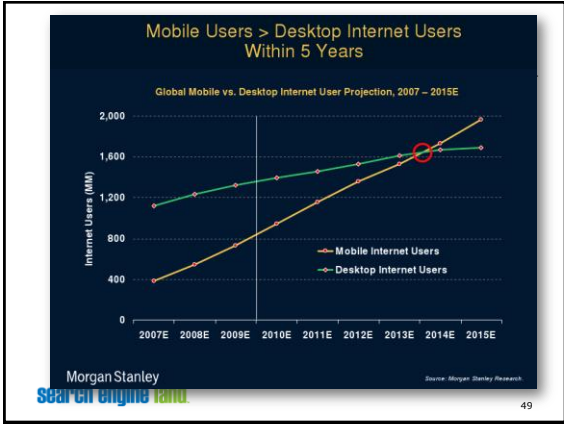 Mobile Users > Desktop Internet Users
Within 5 Years
Global Mobile vs. Desktop Internet User Projection, 2007 – 2015E
2,000
1,600
1,200
800
400
0
Internet Users (MM)
Mobile Internet Users
Desktop Internet Users
2007E 2008E 2009E 2010E 2011E 2012E 2013E 2014E 2015E
Morgan Stanley
Source: Morgan Stanley Research.
search engine land
49